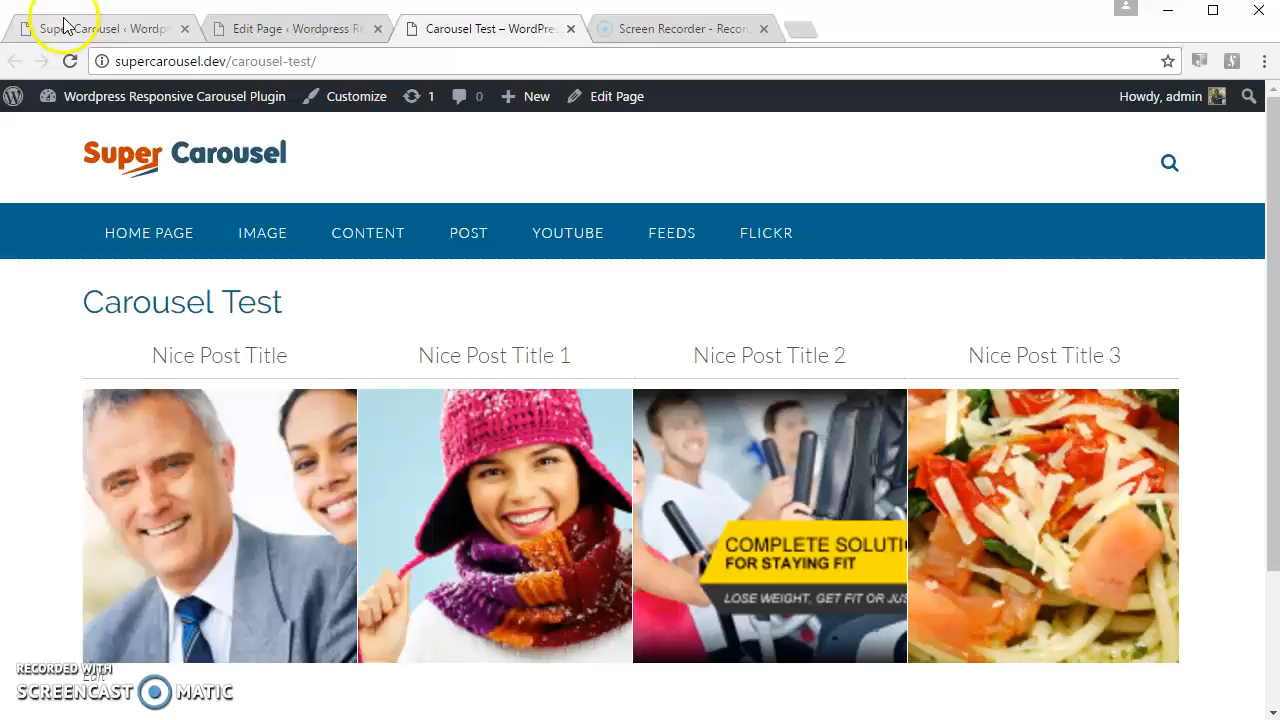 Super Carousel ‹ Wordp
Edit Page ‹ Wordpress R
Carousel Test – WordPre
Screen Recorder - Recor
supercarousel.dev/carousel-test/
Wordpress Responsive Carousel Plugin Customize 1 0 New Edit Page Howdy, admin
Super Carousel
HOME PAGE IMAGE CONTENT POST YOUTUBE FEEDS FLICKR
Carousel Test
Nice Post Title Nice Post Title 1 Nice Post Title 2 Nice Post Title 3
COMPLETE SOLUTI
FOR STAYING FIT
LOSE WEIGHT, GET FIT OR JUS
RECORDED WITH
Edit
SCREENCAST MATIC